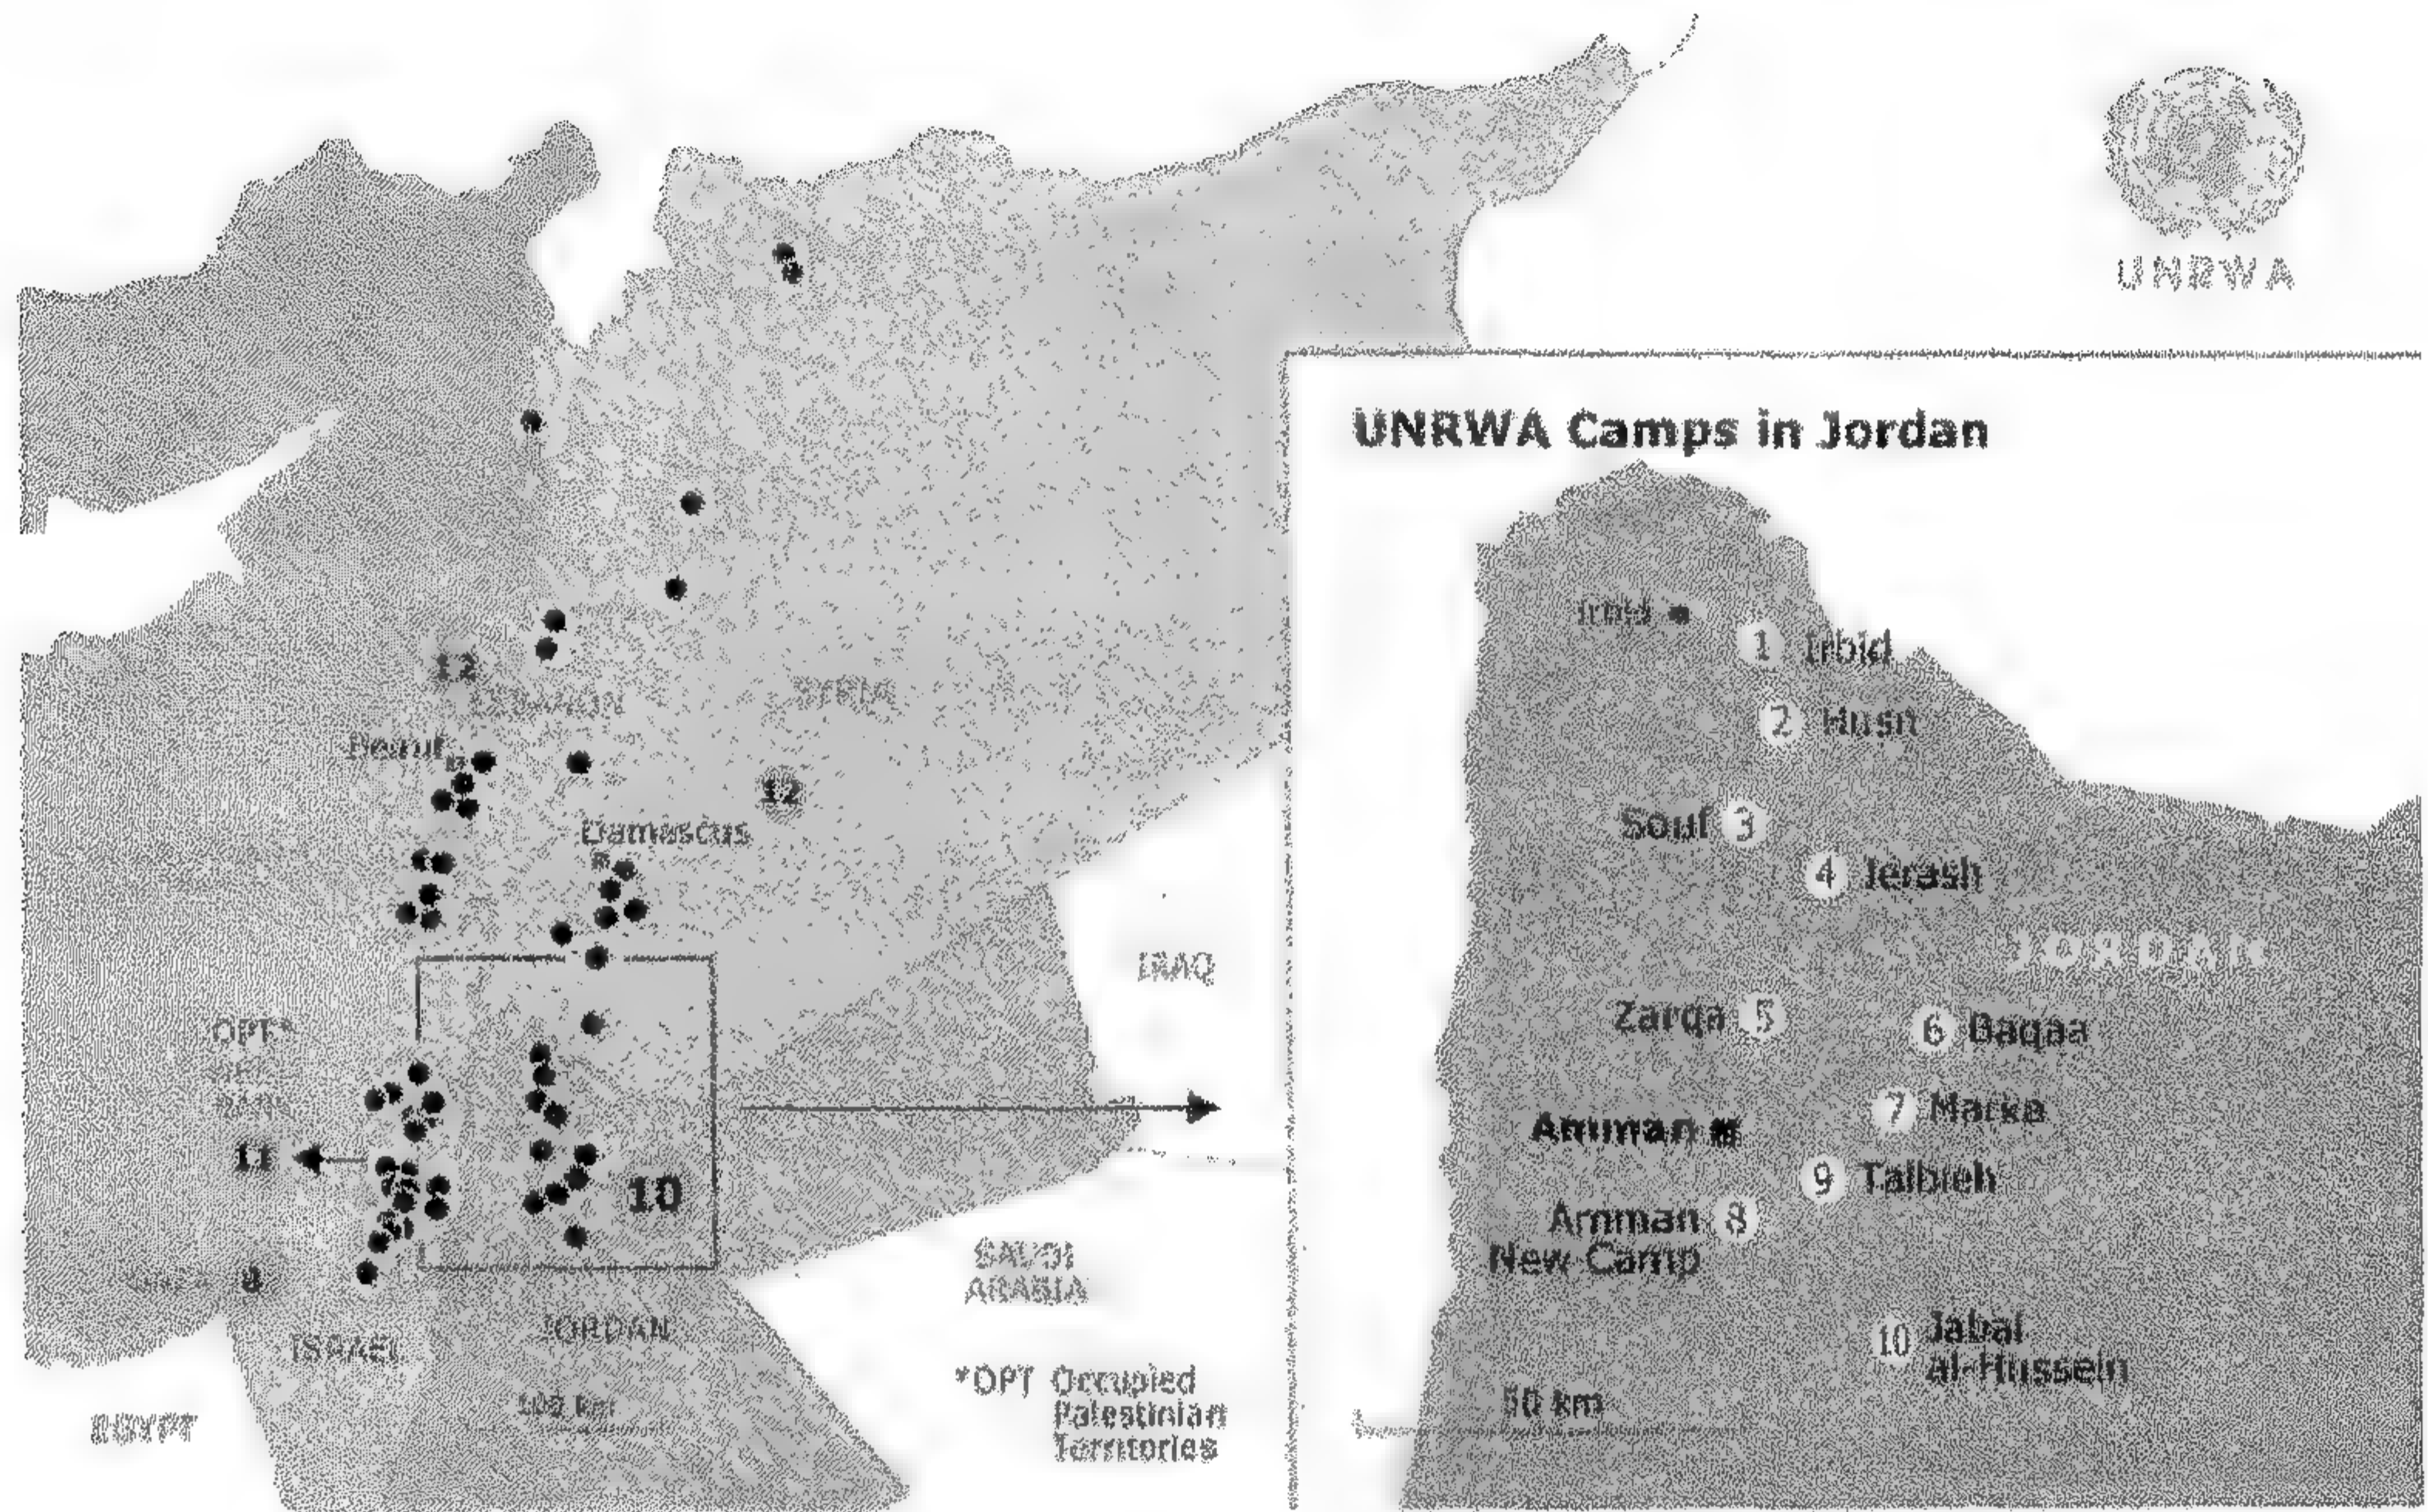 UNRWA
UNRWA Camps in Jordan
Irbid
1 Irbid
2 Husn
Souf 3
4 Jerash
JORDAN
Zarqa 5
6 Baqaa
7 Marka
Amman
9 Talbieh
Amman 8
New Camp
10 Jabal
al-Hussein
50 km
12
LEBANON
SYRIA
Beirut
12
Damascus
IRAQ
OPT*
11
10
SAUDI
ARABIA
ISRAEL
JORDAN
100 km
EGYPT
*OPT Occupied
Palestinian
Territories